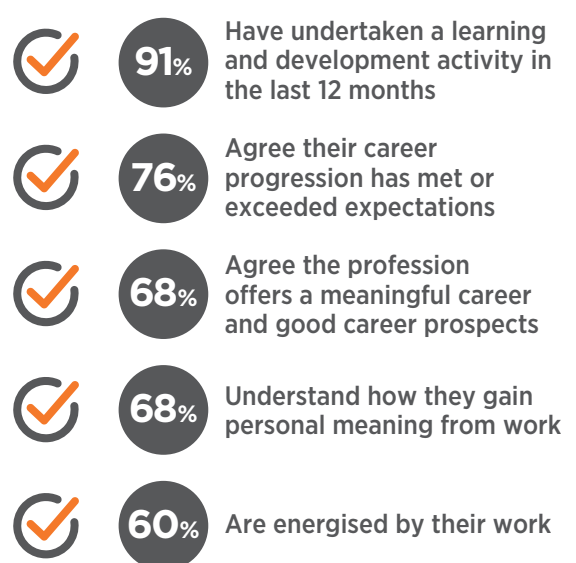 91%
Have undertaken a learning
and development activity in
the last 12 months
76%
Agree their career
progression has met or
exceeded expectations
68%
Agree the profession
offers a meaningful career
and good career prospects
68%
Understand how they gain
personal meaning from work
60%
Are energised by their work